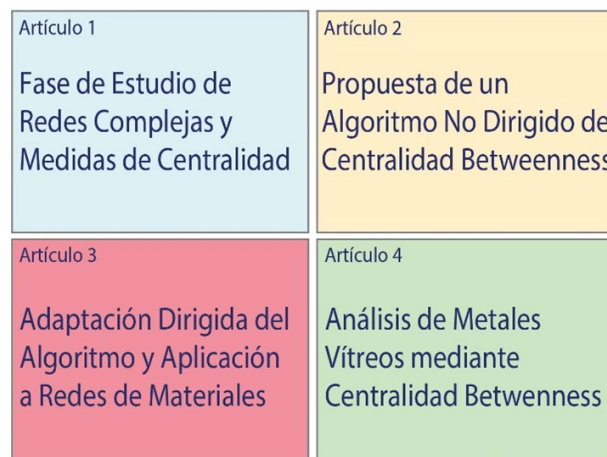 Artículo 1
Fase de Estudio de
Redes Complejas y
Medidas de Centralidad
Artículo 2
Propuesta de un
Algoritmo No Dirigido de
Centralidad Betweenness
Artículo 3
Adaptación Dirigida del
Algoritmo y Aplicación
a Redes de Materiales
Artículo 4
Análisis de Metales
Vítreos mediante
Centralidad Betwenness